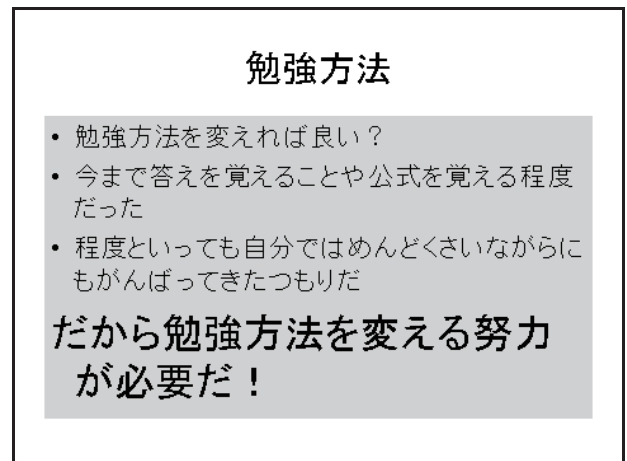 勉強方法
• 勉強方法を変えれば良い？
• 今まで答えを覚えることや公式を覚える程度
だった
• 程度といっても自分ではめんどくさいながらに
もがんばってきたつもりだ
だから勉強方法を変える努力
が必要だ！